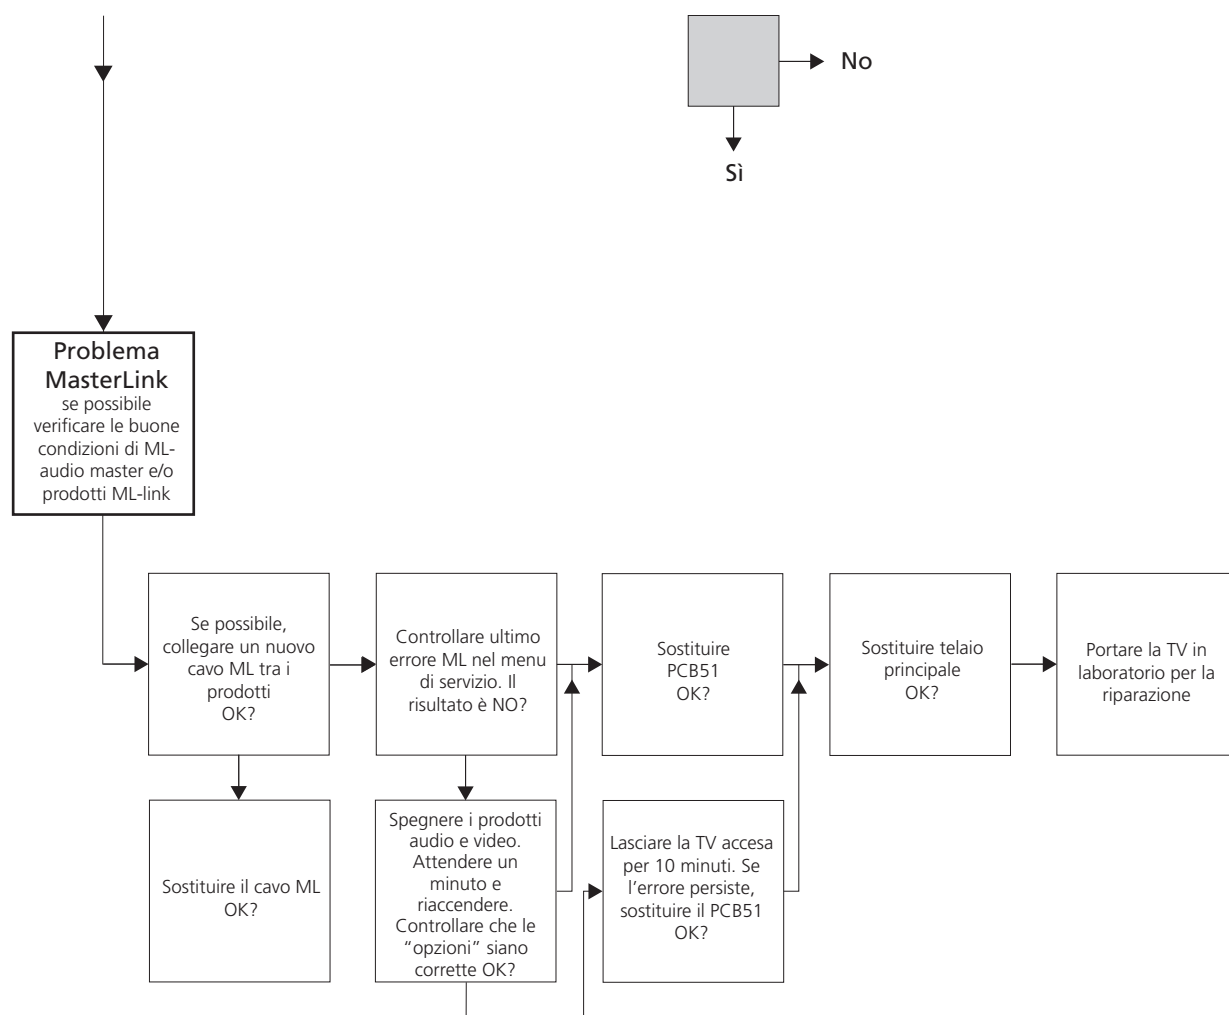 No
Sì
Problema
MasterLink
se possibile
verificare le buone
condizioni di ML-
audio master e/o
prodotti ML-link
Se possibile,
collegare un nuovo
cavo ML tra i
prodotti
OK?
Controllare ultimo
errore ML nel menu
di servizio. Il
risultato è NO?
Sostituire
PCB51
OK?
Sostituire telaio
principale
OK?
Portare la TV in
laboratorio per la
riparazione
Sostituire il cavo ML
OK?
Spegnere i prodotti
audio e video.
Attendere un
minuto e
riaccendere.
Controllare che le
“opzioni” siano
corrette OK?
Lasciare la TV accesa
per 10 minuti. Se
l’errore persiste,
sostituire il PCB51
OK?